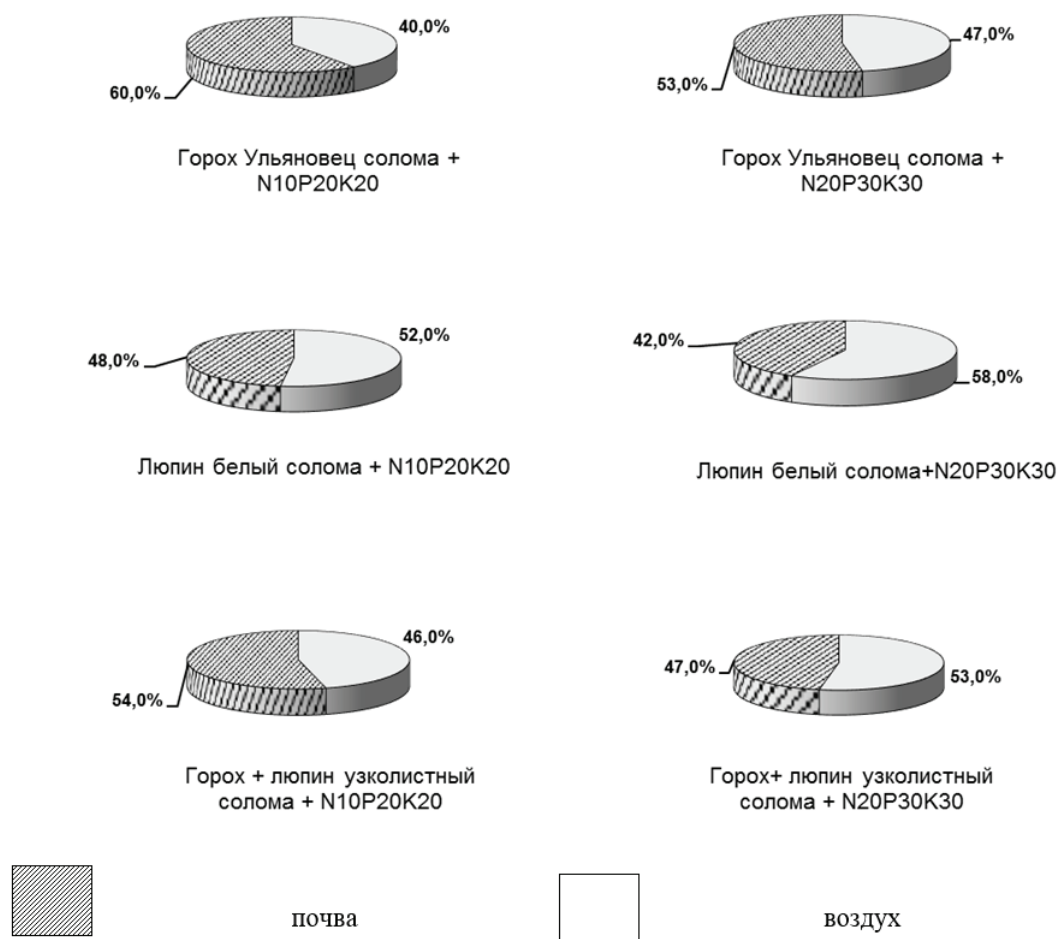 40,0%
60,0%
Горох Ульяновец солома +
N10P20K20
47,0%
53,0%
Горох Ульяновец солома +
N20P30K30
52,0%
48,0%
Люпин белый солома + N10P20K20
42,0%
58,0%
Люпин белый солома+N20P30K30
46,0%
54,0%
Горох + люпин узколистный
солома + N10P20K20
47,0%
53,0%
Горох+ люпин узколистный
солома + N20P30K30
почва
воздух